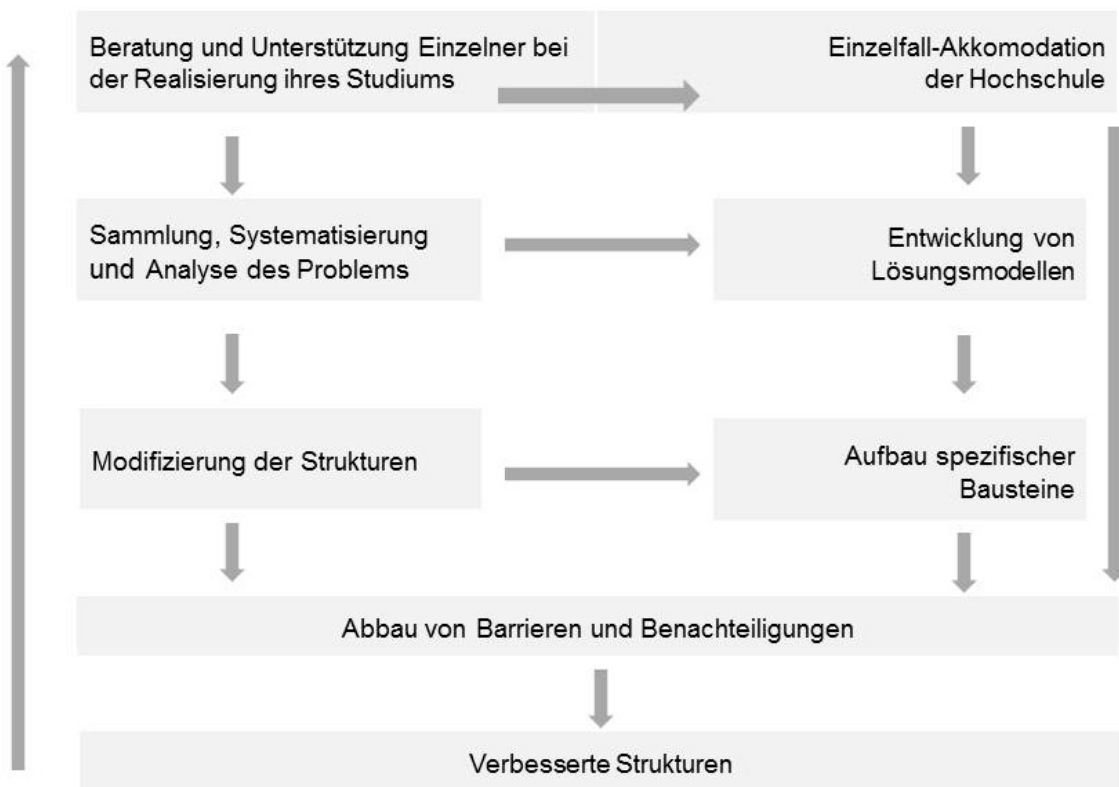 Beratung und Unterstützung Einzelner bei
der Realisierung ihres Studiums
Einzelfall-Akkomodation
der Hochschule
Sammlung, Systematisierung
und Analyse des Problems
Entwicklung von
Lösungsmodellen
Modifizierung der Strukturen
Aufbau spezifischer
Bausteine
Abbau von Barrieren und Benachteiligungen
Verbesserte Strukturen